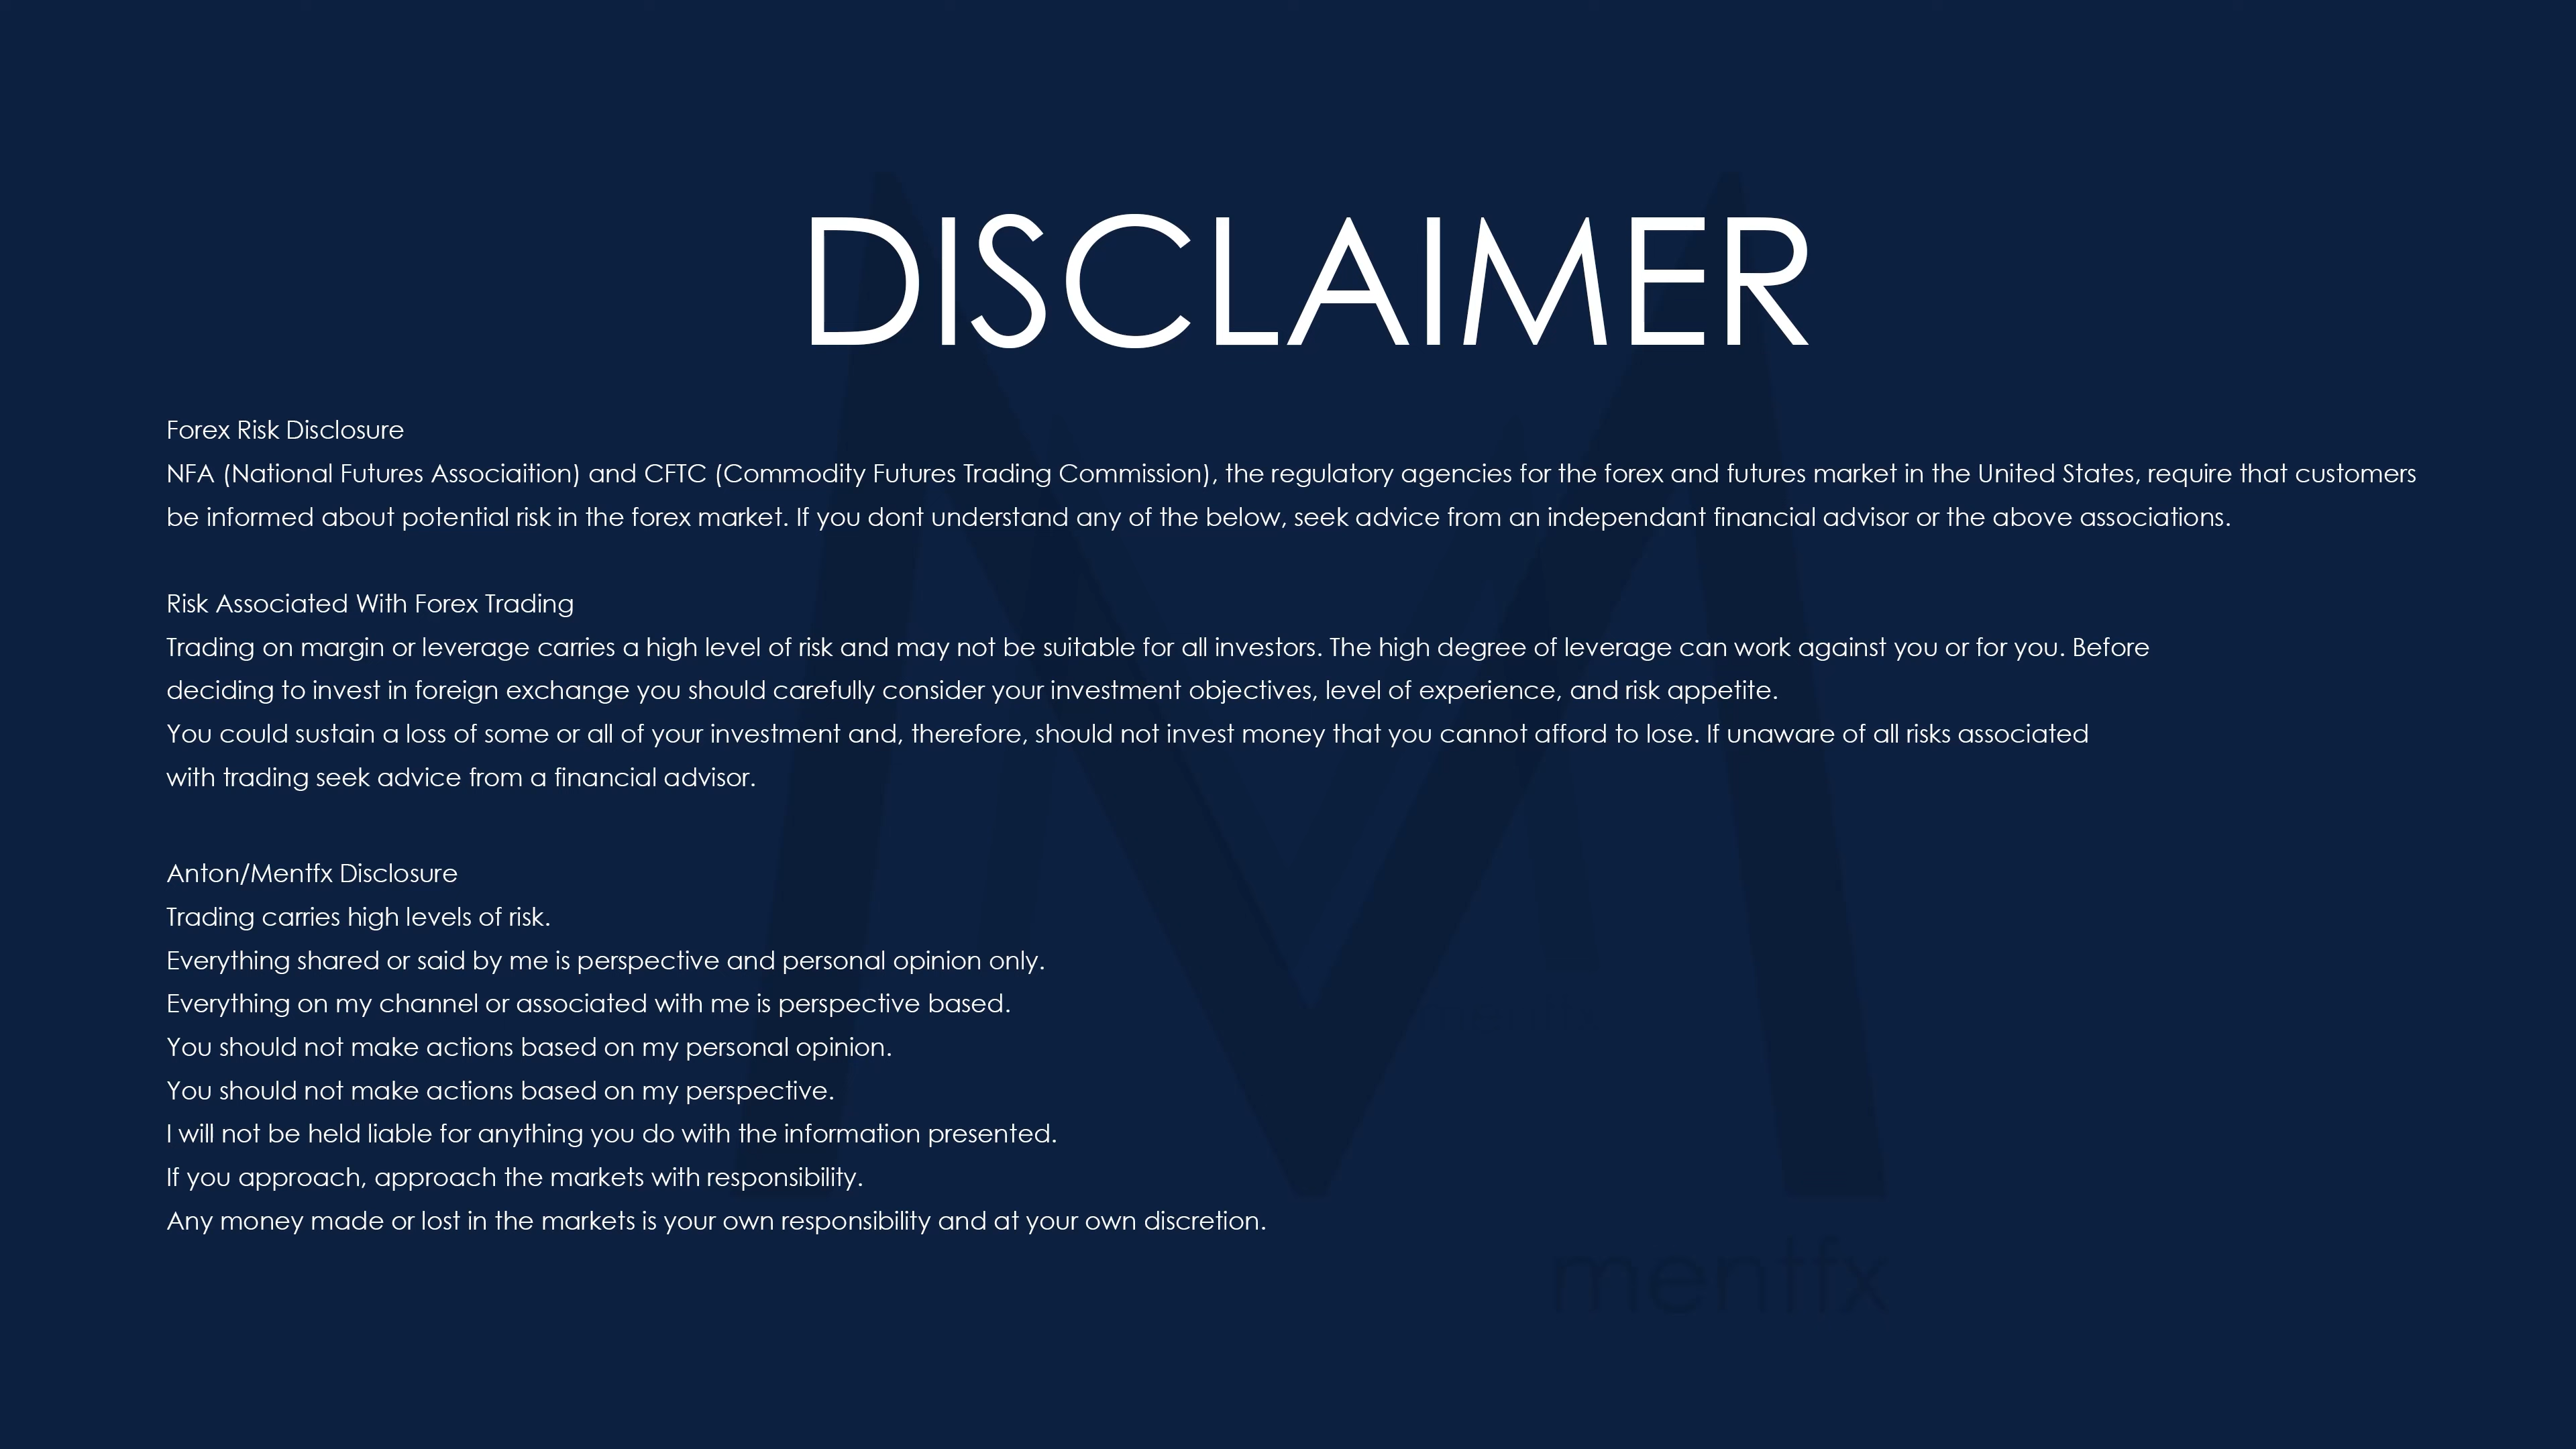 DISCLAIMER
Forex Risk Disclosure
NFA (National Futures Associaition) and CFTC (Commodity Futures Trading Commission), the regulatory agencies for the forex and futures market in the United States, require that customers
be informed about potential risk in the forex market. If you dont understand any of the below, seek advice from an independant financial advisor or the above associations.
Risk Associated With Forex Trading
Trading on margin or leverage carries a high level of risk and may not be suitable for all investors. The high degree of leverage can work against you or for you. Before
deciding to invest in foreign exchange you should carefully consider your investment objectives, level of experience, and risk appetite.
You could sustain a loss of some or all of your investment and, therefore, should not invest money that you cannot afford to lose. If unaware of all risks associated
with trading seek advice from a financial advisor.
Anton/Mentfx Disclosure
Trading carries high levels of risk.
Everything shared or said by me is perspective and personal opinion only.
Everything on my channel or associated with me is perspective based.
You should not make actions based on my personal opinion.
You should not make actions based on my perspective.
I will not be held liable for anything you do with the information presented.
If you approach, approach the markets with responsibility.
Any money made or lost in the markets is your own responsibility and at your own discretion.
mentfx